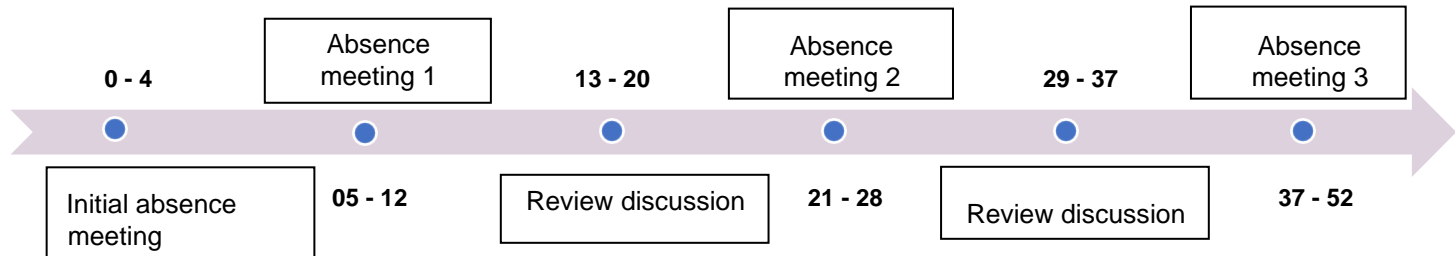 0 - 4
Initial absence
meeting
Absence
meeting 1
05 - 12
13 - 20
Review discussion
Absence
meeting 2
21 - 28
29 - 37
Review discussion
Absence
meeting 3
37 - 52